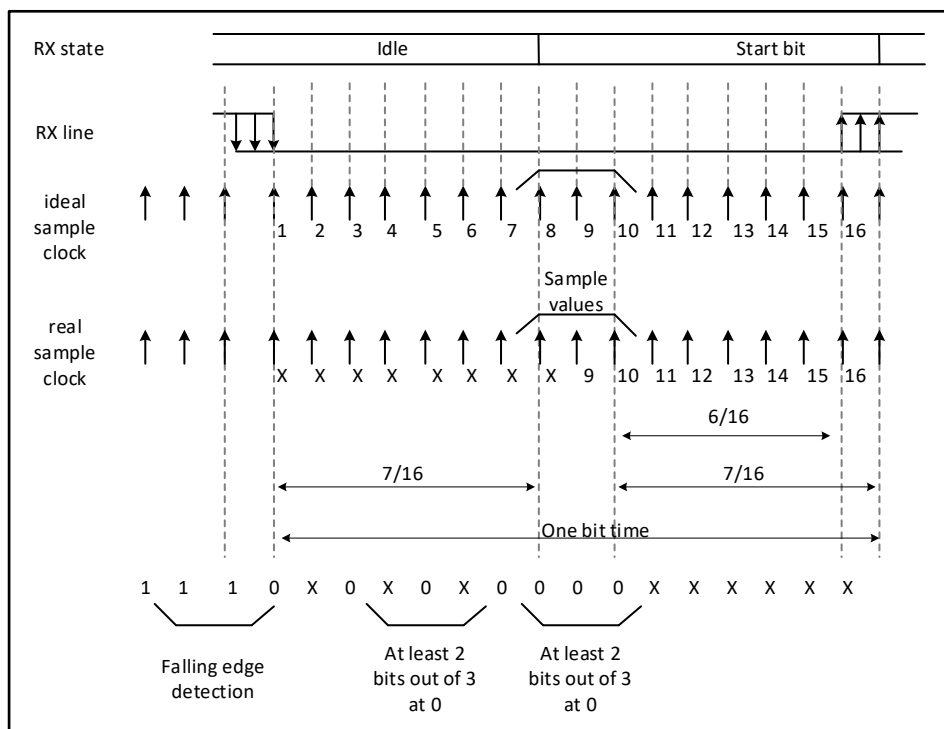 RX state
Idle
Start bit
RX line
ideal
sample
clock
1 2 3 4 5 6 7 8 9 10 11 12 13 14 15 16
Sample
values
real
sample
clock
X X X X X X X X 9 10 11 12 13 14 15 16
6/16
7/16
7/16
One bit time
1 1 1 0 X 0 X 0 X 0 0 0 0 X X X X X X
Falling edge
detection
At least 2
bits out of 3
at 0
At least 2
bits out of 3
at 0